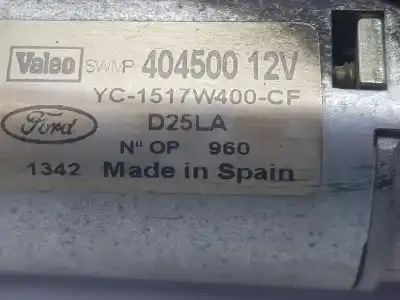 Valeo SWMP 404500 12V
YC-1517W400-CF
Ford D25LA
Nº OP 960
1342 Made in Spain